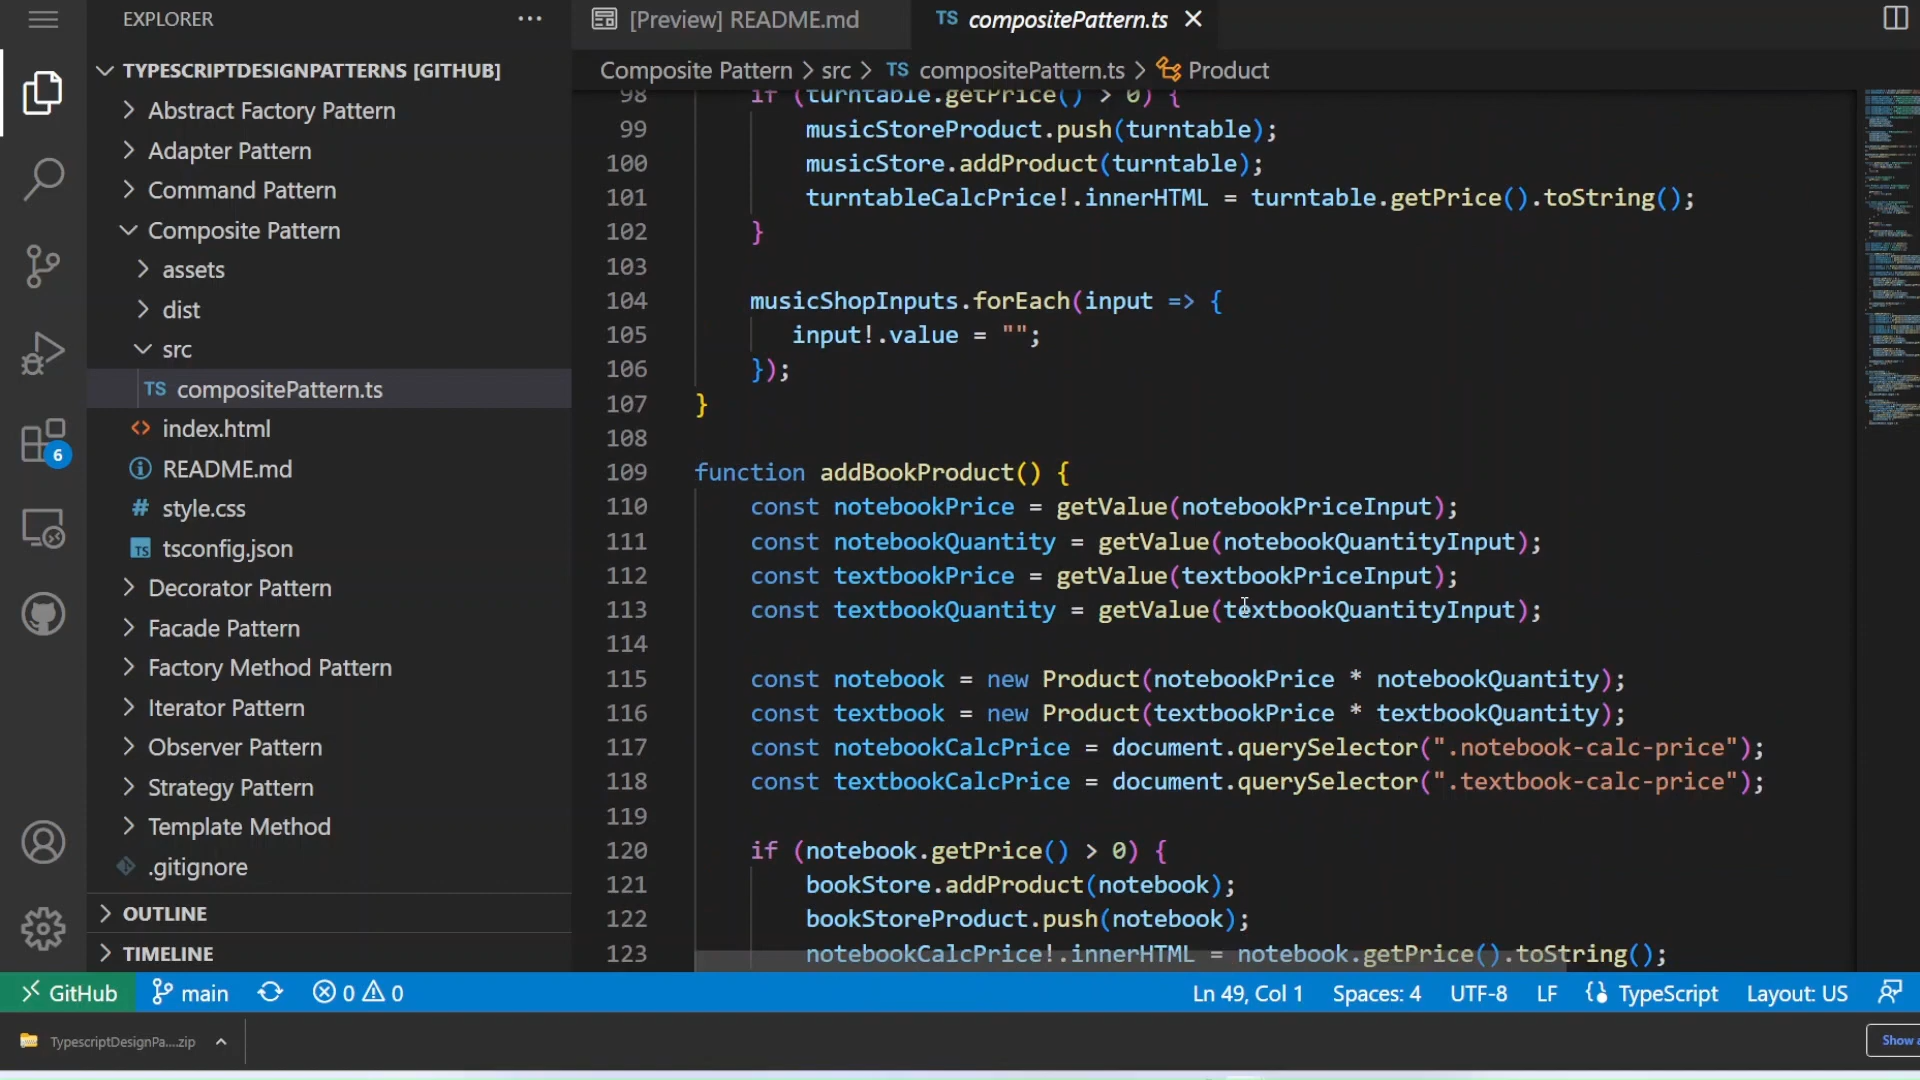 EXPLORER
TYPESCRIPTDESIGNPATTERNS [GITHUB]
Abstract Factory Pattern
Adapter Pattern
Command Pattern
Composite Pattern
assets
dist
src
TS compositePattern.ts
index.html
README.md
style.css
tsconfig.json
Decorator Pattern
Facade Pattern
Factory Method Pattern
Iterator Pattern
Observer Pattern
Strategy Pattern
Template Method
.gitignore
OUTLINE
TIMELINE
6
[Preview] README.md
TS compositePattern.ts
Composite Pattern > src > TS compositePattern.ts > Product
98 if (turntable.getPrice() > 0) {
99 musicStoreProduct.push(turntable);
100 musicStore.addProduct(turntable);
101 turntableCalcPrice!.innerHTML = turntable.getPrice().toString();
102 }
103
104 musicShopInputs.forEach(input => {
105 input!.value = "";
106 });
107 }
108
109 function addBookProduct() {
110 const notebookPrice = getValue(notebookPriceInput);
111 const notebookQuantity = getValue(notebookQuantityInput);
112 const textbookPrice = getValue(textbookPriceInput);
113 const textbookQuantity = getValue(textbookQuantityInput);
114
115 const notebook = new Product(notebookPrice * notebookQuantity);
116 const textbook = new Product(textbookPrice * textbookQuantity);
117 const notebookCalcPrice = document.querySelector(".notebook-calc-price");
118 const textbookCalcPrice = document.querySelector(".textbook-calc-price");
119
120 if (notebook.getPrice() > 0) {
121 bookStore.addProduct(notebook);
122 bookStoreProduct.push(notebook);
123 notebookCalcPrice!.innerHTML = notebook.getPrice().toString();
GitHub main 0 0 Ln 49, Col 1 Spaces: 4 UTF-8 LF TypeScript Layout: US
TypescriptDesignPa....zip
Show